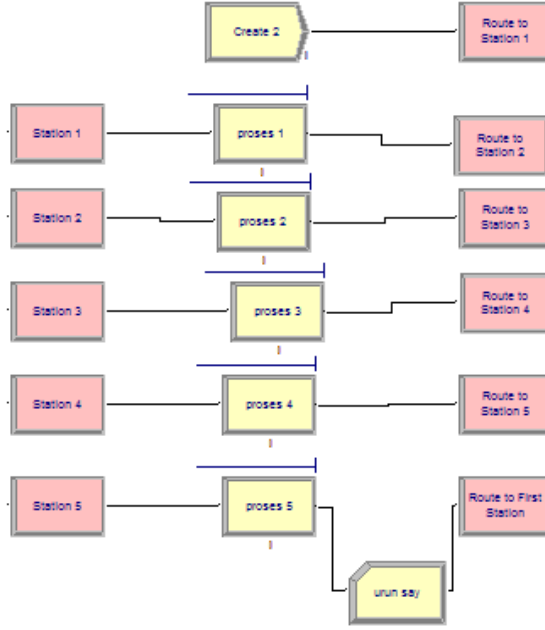 Create 2
Route to
Station 1
Station 1
proses 1
Route to
Station 2
Station 2
proses 2
Route to
Station 3
Station 3
proses 3
Route to
Station 4
Station 4
proses 4
Route to
Station 5
Station 5
proses 5
Route to First
Station
urun say